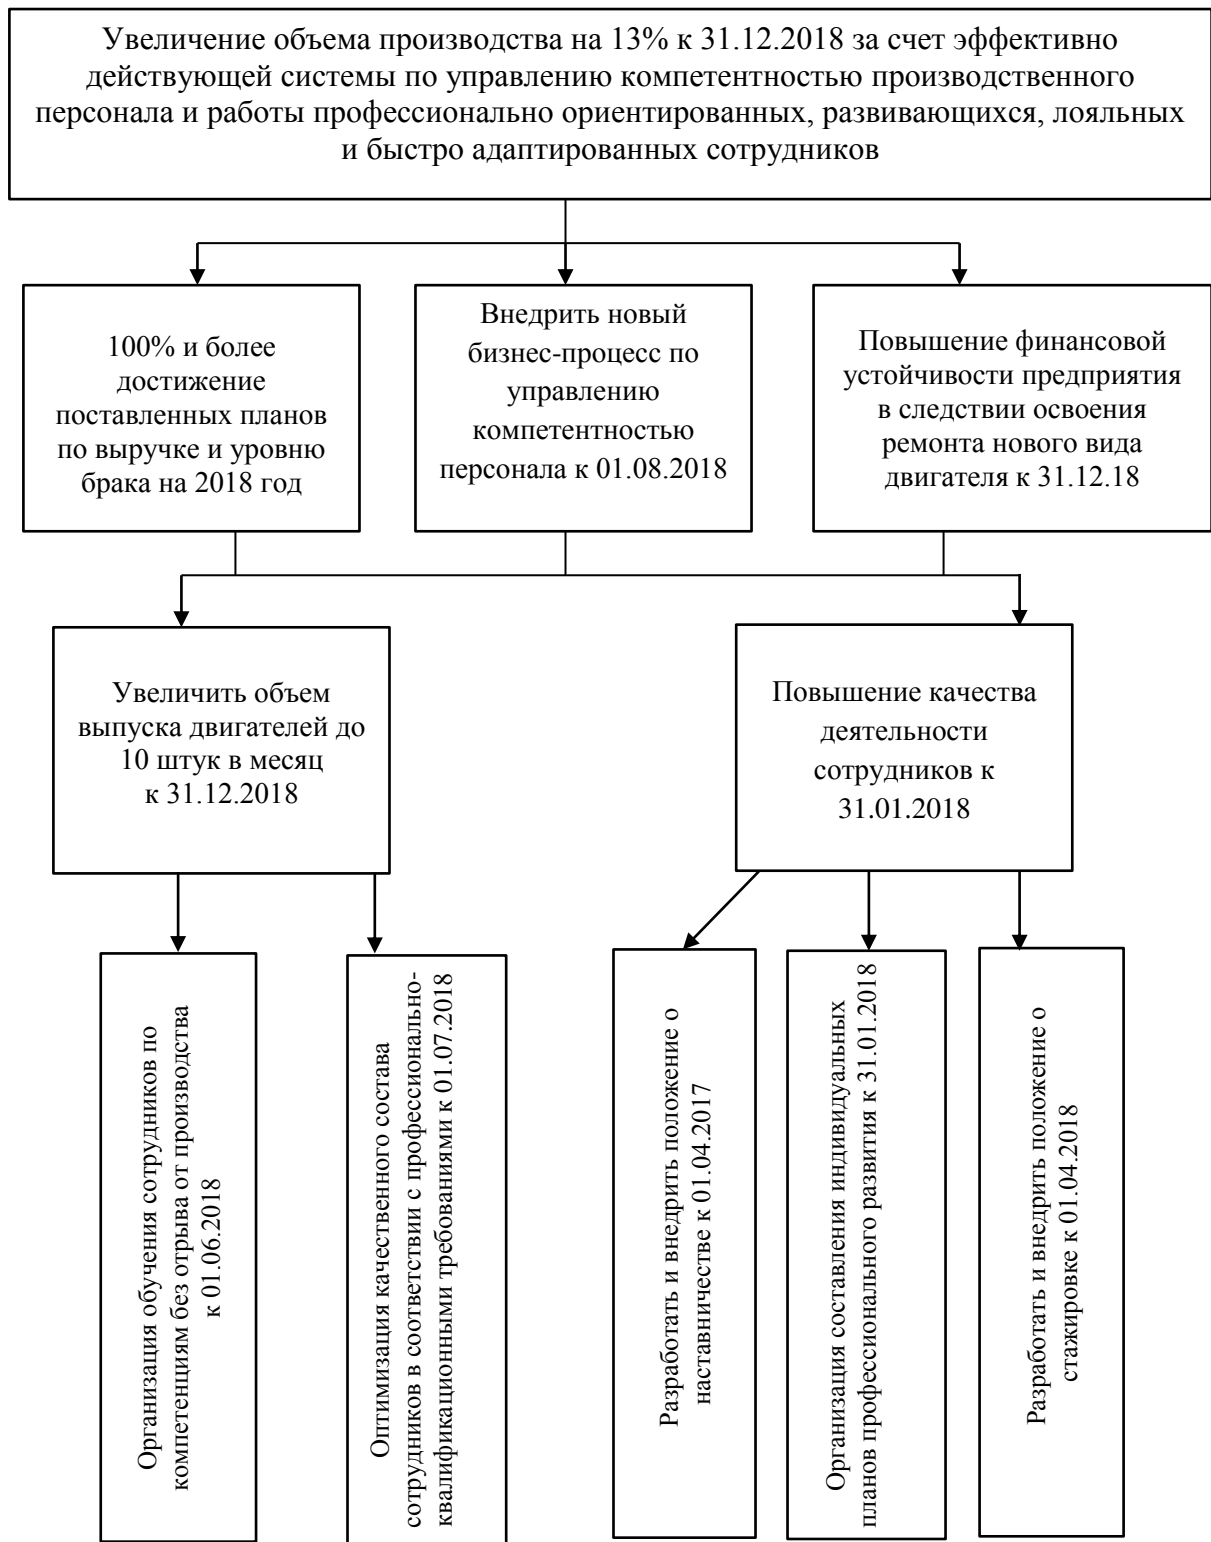 Увеличение объема производства на 13% к 31.12.2018 за счет эффективно
действующей системы по управлению компетентностью производственного
персонала и работы профессионально ориентированных, развивающихся, лояльных
и быстро адаптированных сотрудников
100% и более
достижение
поставленных планов
по выручке и уровню
брака на 2018 год
Внедрить новый
бизнес-процесс по
управлению
компетентностью
персонала к 01.08.2018
Повышение финансовой
устойчивости предприятия
в следствии освоения
ремонта нового вида
двигателя к 31.12.18
Увеличить объем
выпуска двигателей до
10 штук в месяц
к 31.12.2018
Повышение качества
деятельности
сотрудников к
31.01.2018
Организация обучения сотрудников по
компетенциям без отрыва от производства
к 01.06.2018
Оптимизация качественного состава
сотрудников в соответствии с профессионально-
квалификационными требованиями к 01.07.2018
Разработать и внедрить положение о
наставничестве к 01.04.2017
Организация составления индивидуальных
планов профессионального развития к 31.01.2018
Разработать и внедрить положение о
стажировке к 01.04.2018